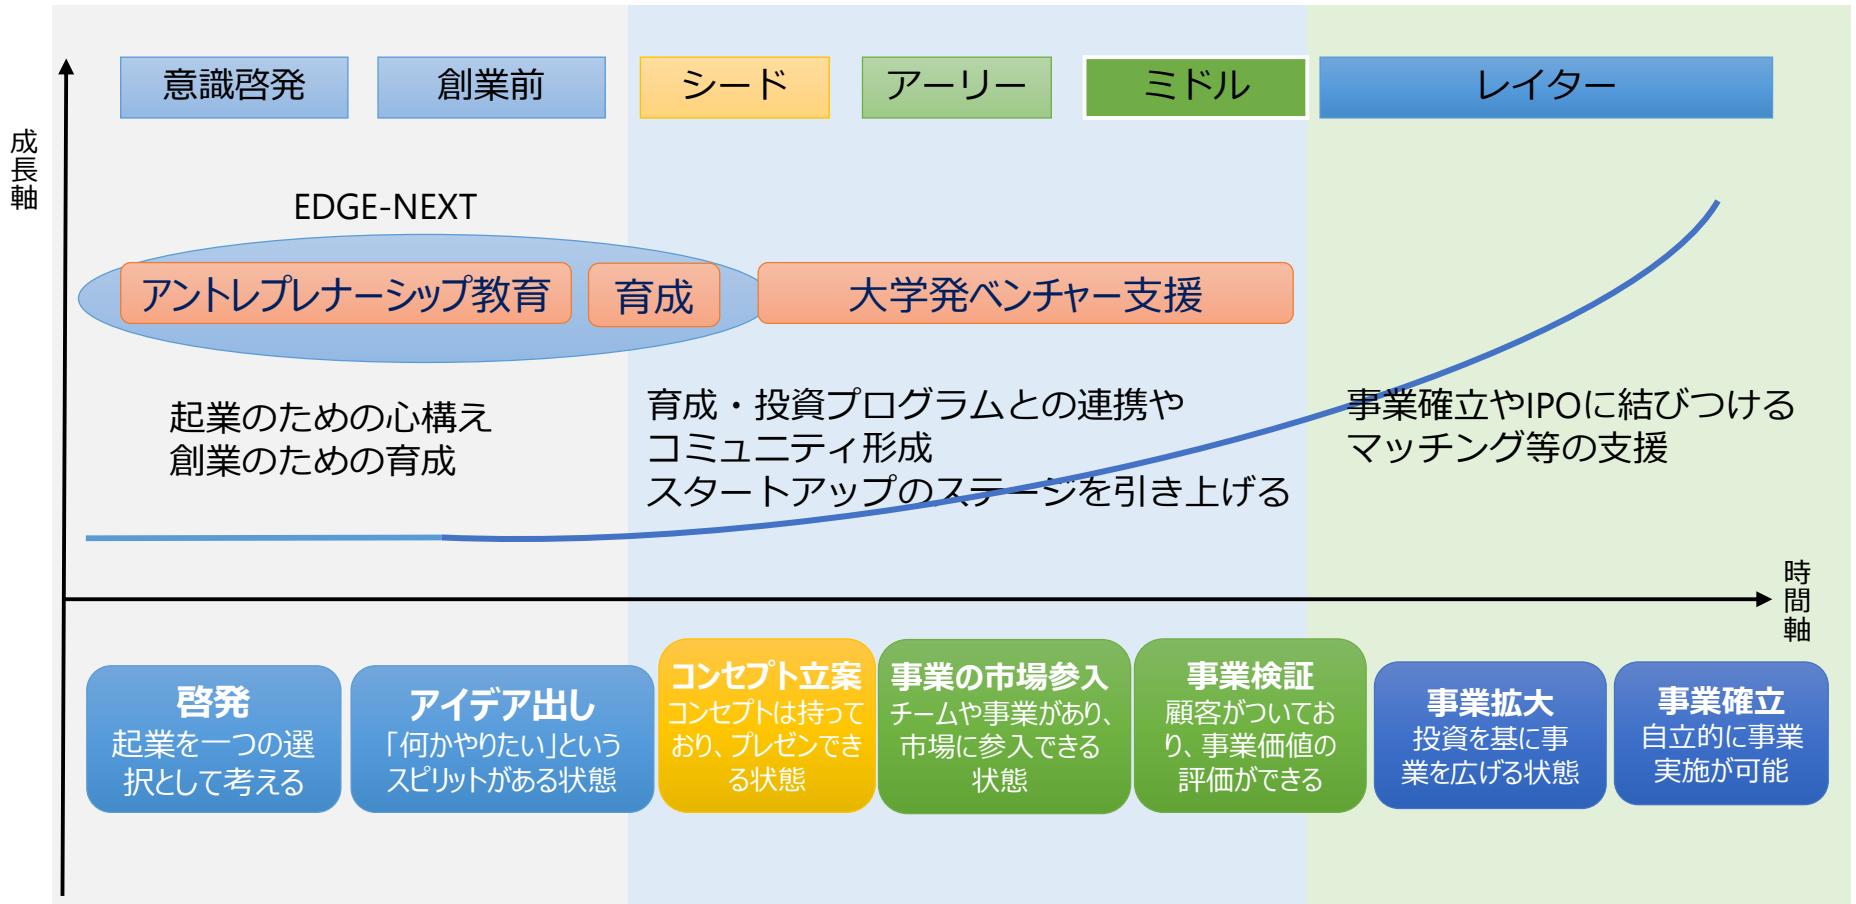 意識啓発
創業前
シード
アーリー
ミドル
レイター
成長軸
EDGE-NEXT
アントレプレナーシップ教育
育成
大学発ベンチャー支援
起業のための心構え
創業のための育成
育成・投資プログラムとの連携や
コミュニティ形成
スタートアップのステージを引き上げる
事業確立やIPOに結びつける
マッチング等の支援
時間軸
啓発
起業を一つの選
択として考える
アイデア出し
「何かやりたい」という
スピリットがある状態
コンセプト立案
コンセプトは持って
おり、プレゼンでき
る状態
事業の市場参入
チームや事業があり、
市場に参入できる
状態
事業検証
顧客がついてお
り、事業価値の
評価ができる
事業拡大
投資を基に事
業を広げる状態
事業確立
自立的に事業
実施が可能